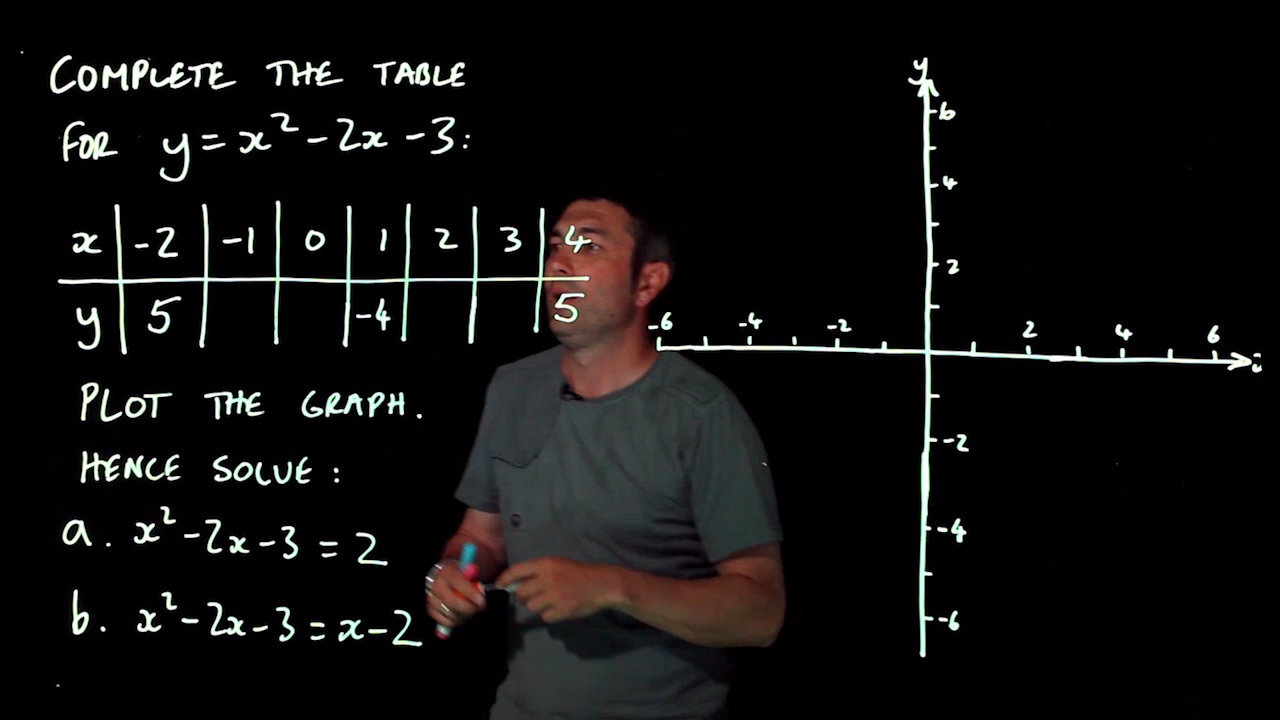 COMPLETE THE TABLE
FOR y = x² - 2x - 3:
x | -2 | -1 | 0 | 1 | 2 | 3 | 4
y | 5 | | | -4 | | | 5
PLOT THE GRAPH.
HENCE SOLVE:
a. x² - 2x - 3 = 2
b. x² - 2x - 3 = x - 2
y
6
4
2
-6 -4 -2 2 4 6
-2
-4
-6